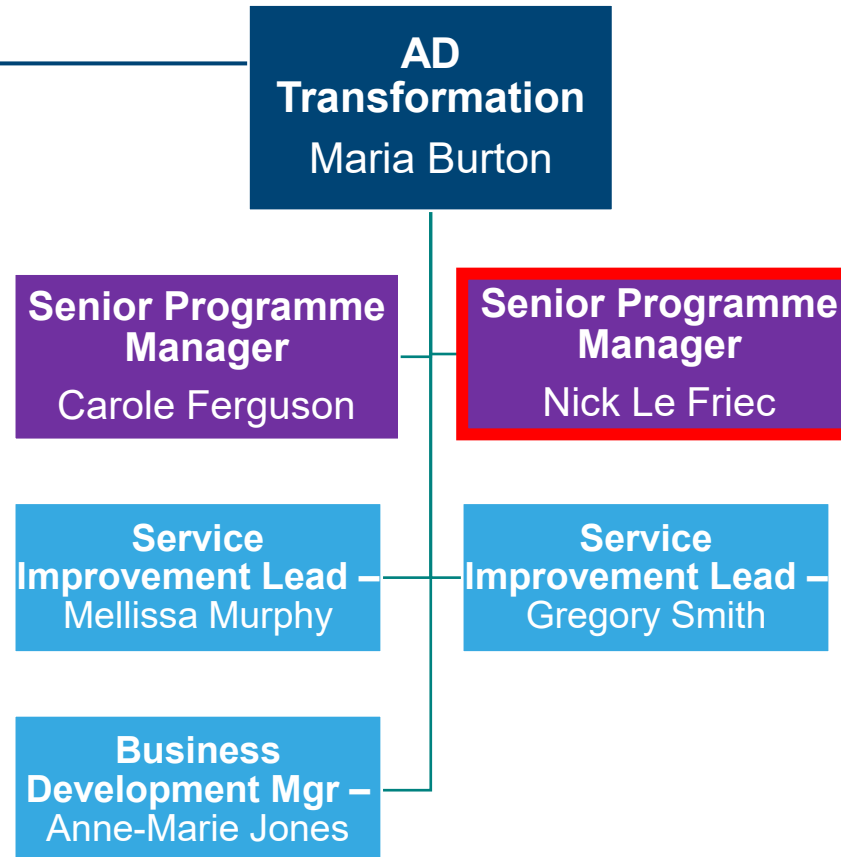 AD
Transformation
Maria Burton
Senior Programme
Manager
Carole Ferguson
Senior Programme
Manager
Nick Le Friec
Service
Improvement Lead –
Mellissa Murphy
Service
Improvement Lead –
Gregory Smith
Business
Development Mgr –
Anne-Marie Jones